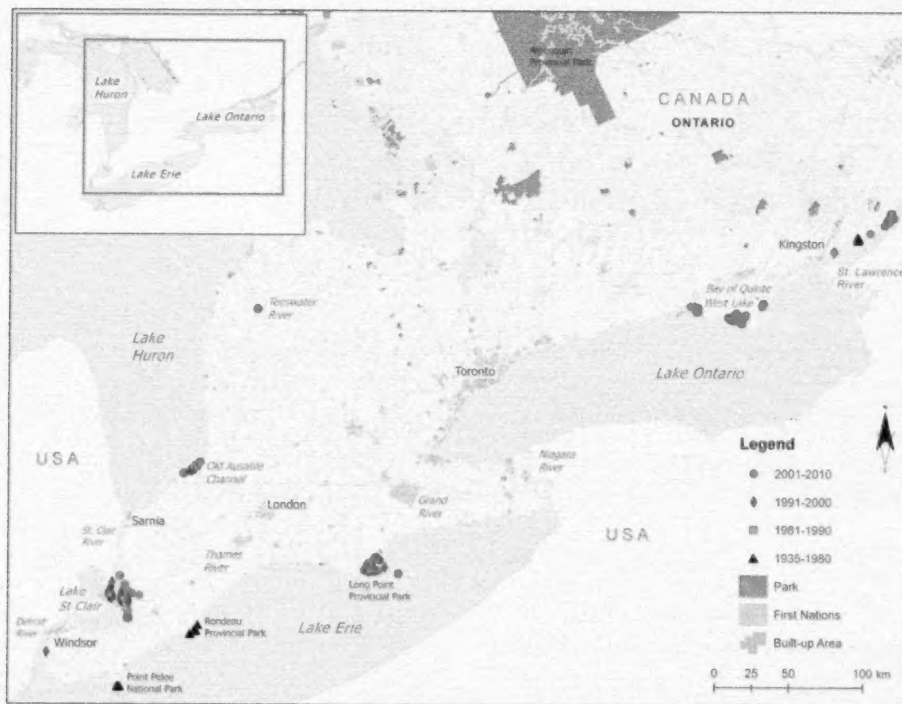 Lake
Huron
Lake Ontario
Lake Erie
Provincial Park
CANADA
ONTARIO
Kingston
St. Lawrence
River
Bay of Quinte
West Lake
Teeswater
River
Lake
Huron
Toronto
Lake Ontario
USA
Old Ausable
Channel
Niagara
River
Sarnia
London
Grand
River
St. Clair
River
Thames
River
USA
Lake
St Clair
Long Point
Provincial Park
Detroit
River
Windsor
Rondeau
Provincial Park
Lake Erie
Point Pelee
National Park
Legend
2001-2010
1991-2000
1981-1990
1935-1980
Park
First Nations
Built-up Area
0 25 50 100 km